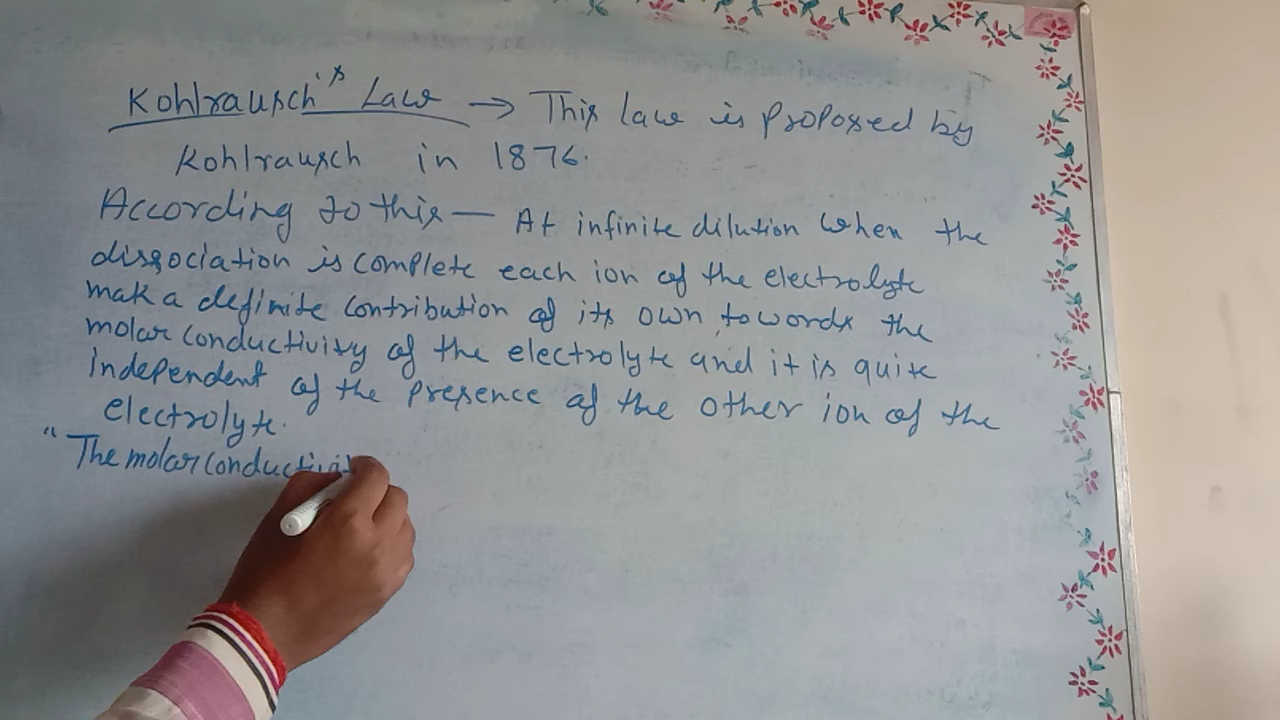 Kohlrausch's Law → This law is proposed by
Kohlrausch in 1876.
According to this — At infinite dilution when the
dissociation is complete each ion of the electrolyte
make a definite contribution of its own towords the
molar conductivity of the electrolyte and it is quite
independent of the presence of the other ion of the
electrolyte.
" The molar conductivit